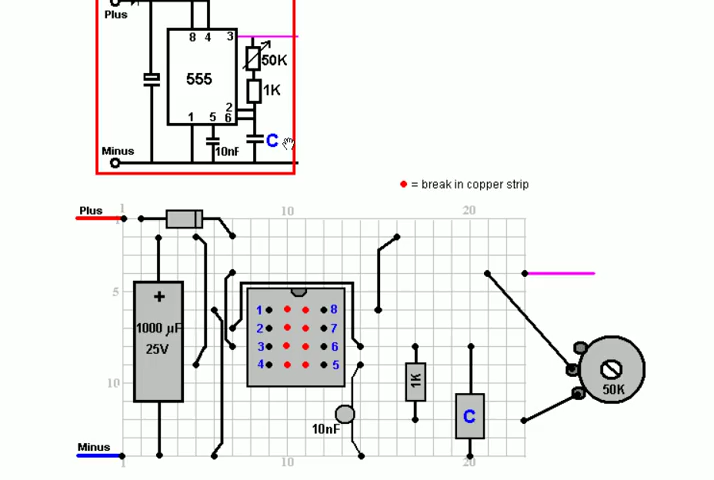 Plus
8 4 3
50K
555
1K
2
6
1 5
C
10nF
Minus
= break in copper strip
Plus
1 10 20
+
5
1 8
1000 µF
2 7
25V
3 6
1K
50K
4 5
10
C
10nF
Minus
1 10 20